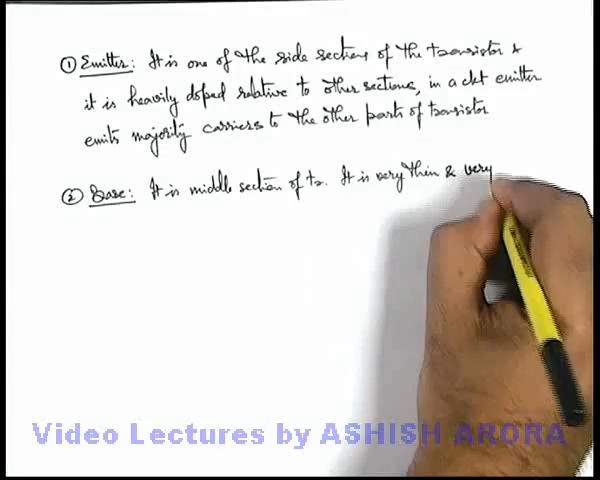 ① Emitter: It is one of the side sections of the transistor &
it is heavily doped relative to other sections, in a ckt emitter
emits majority carriers to the other parts of transistor
② Base: It is middle section of tr. It is very thin & very
Video Lectures by ASHISH ARORA